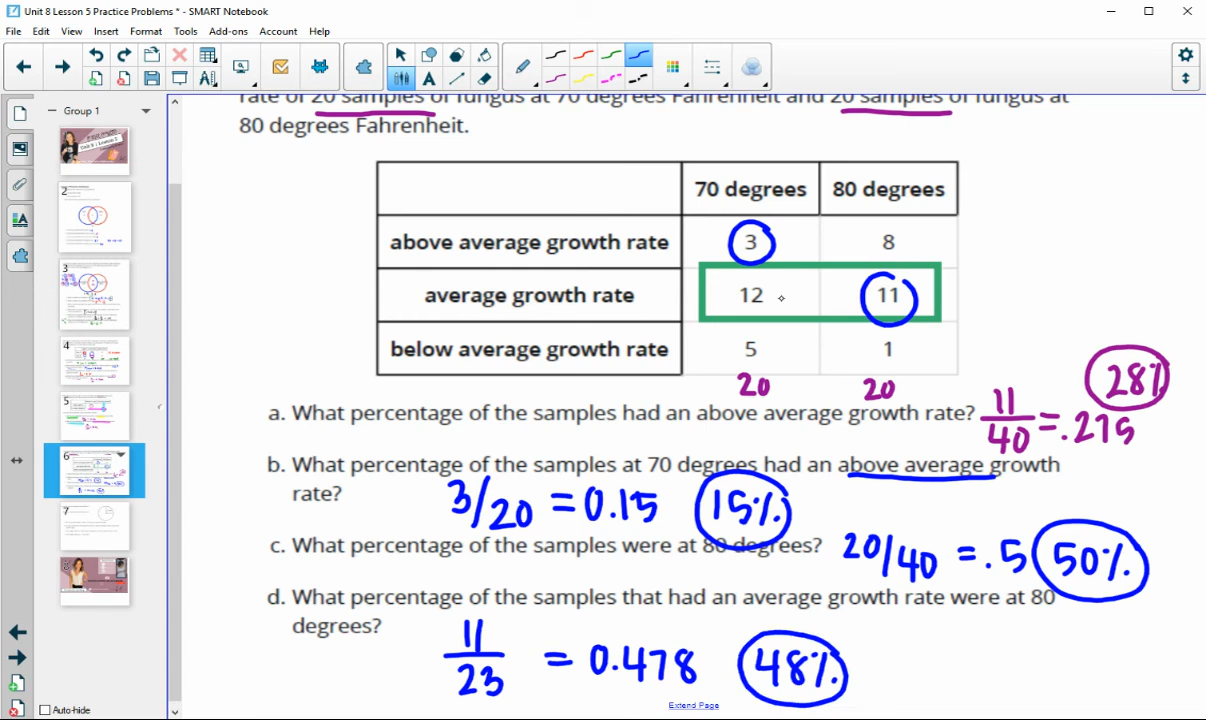 Unit 8 Lesson 5 Practice Problems * - SMART Notebook
File Edit View Insert Format Tools Add-ons Account Help
Group 1
rate of 20 samples of fungus at 70 degrees Fahrenheit and 20 samples of fungus at
80 degrees Fahrenheit.
70 degrees 80 degrees
above average growth rate 3 8
average growth rate 12 11
below average growth rate 5 1
20 20
a. What percentage of the samples had an above average growth rate? 11/40 = .275 28%
b. What percentage of the samples at 70 degrees had an above average growth
rate? 3/20 = 0.15 15%
c. What percentage of the samples were at 80 degrees? 20/40 = .5 50%
d. What percentage of the samples that had an average growth rate were at 80
degrees?
11/23 = 0.478 48%
2
3
4
5
6
7
Auto-hide
Extend Page